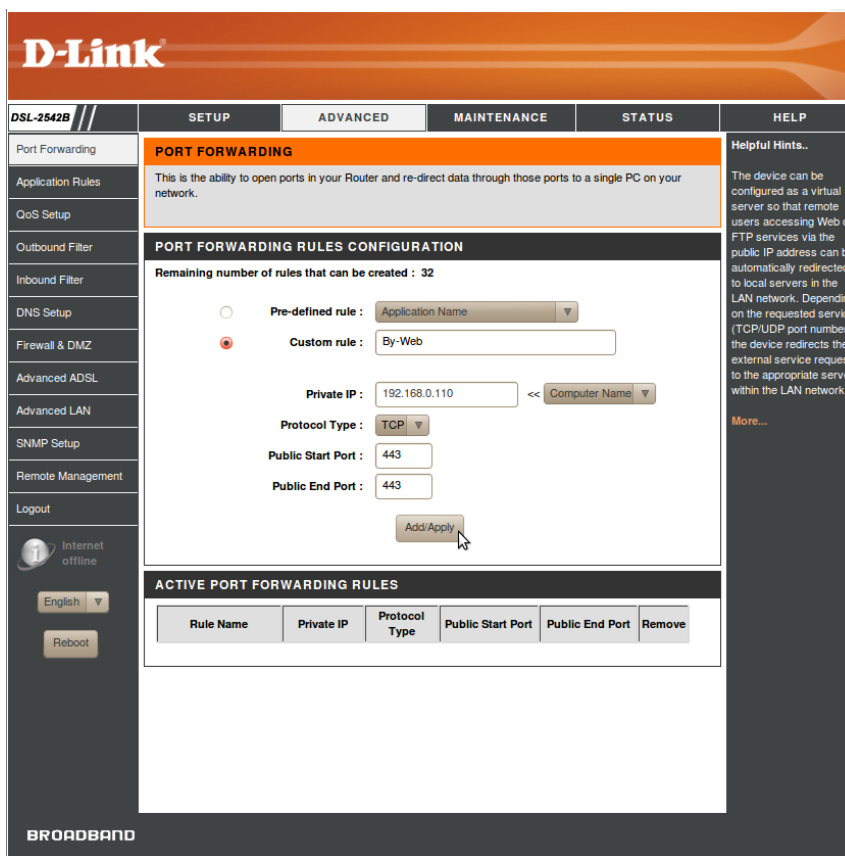 D-Link
DSL-2542B
SETUP
ADVANCED
MAINTENANCE
STATUS
HELP
Port Forwarding
Application Rules
QoS Setup
Outbound Filter
Inbound Filter
DNS Setup
Firewall & DMZ
Advanced ADSL
Advanced LAN
SNMP Setup
Remote Management
Logout
Internet
offline
English
Reboot
PORT FORWARDING
This is the ability to open ports in your Router and re-direct data through those ports to a single PC on your
network.
PORT FORWARDING RULES CONFIGURATION
Remaining number of rules that can be created : 32
Pre-defined rule : Application Name
Custom rule : By-Web
Private IP : 192.168.0.110 << Computer Name
Protocol Type : TCP
Public Start Port : 443
Public End Port : 443
Add/Apply
ACTIVE PORT FORWARDING RULES
Rule Name Private IP Protocol Type Public Start Port Public End Port Remove
Helpful Hints..
The device can be
configured as a virtual
server so that remote
users accessing Web
FTP services via the
public IP address can
automatically redirected
to local servers in the
LAN network.
on the requested
(TCP/UDP port number
the device redirects the
external service
to the appropriate
within the LAN network
More...
BROADBAND